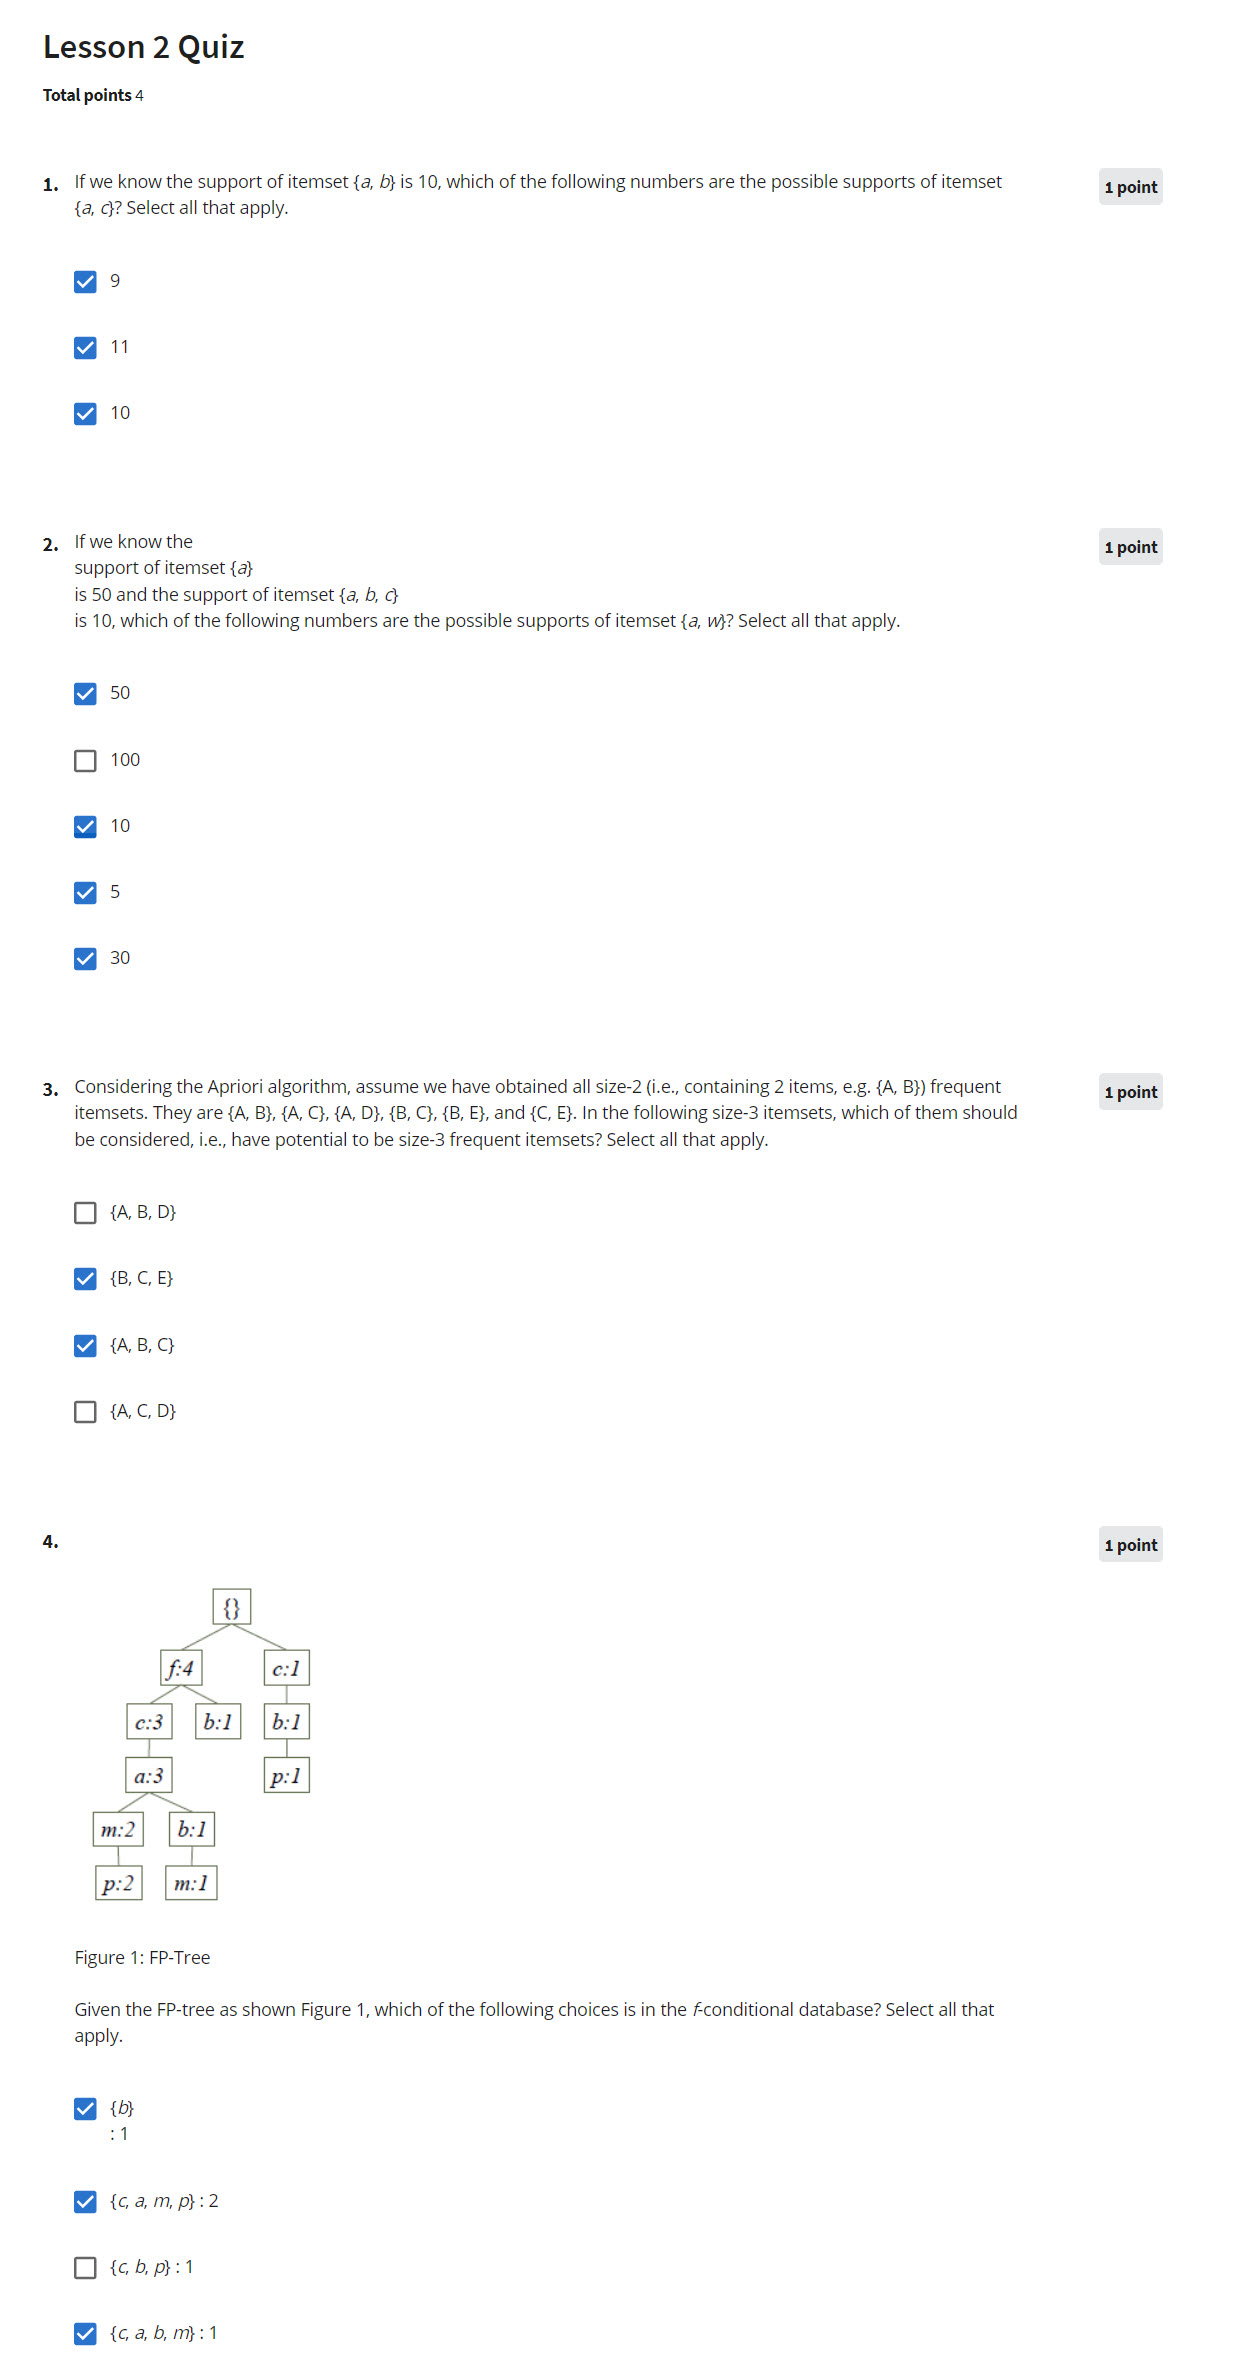 Lesson 2 Quiz
Total points 4
1. If we know the support of itemset {a, b} is 10, which of the following numbers are the possible supports of itemset
{a, c}? Select all that apply.
1 point
9
11
10
2. If we know the
support of itemset {a}
is 50 and the support of itemset {a, b, c}
is 10, which of the following numbers are the possible supports of itemset {a, w}? Select all that apply.
1 point
50
100
10
5
30
3. Considering the Apriori algorithm, assume we have obtained all size-2 (i.e., containing 2 items, e.g. {A, B}) frequent
itemsets. They are {A, B}, {A, C}, {A, D}, {B, C}, {B, E}, and {C, E}. In the following size-3 itemsets, which of them should
be considered, i.e., have potential to be size-3 frequent itemsets? Select all that apply.
1 point
{A, B, D}
{B, C, E}
{A, B, C}
{A, C, D}
4.
1 point
{}
f:4 c:1
c:3 b:1 b:1
a:3 p:1
m:2 b:1
p:2 m:1
Figure 1: FP-Tree
Given the FP-tree as shown Figure 1, which of the following choices is in the f-conditional database? Select all that
apply.
{b}
: 1
{c, a, m, p} : 2
{c, b, p} : 1
{c, a, b, m} : 1